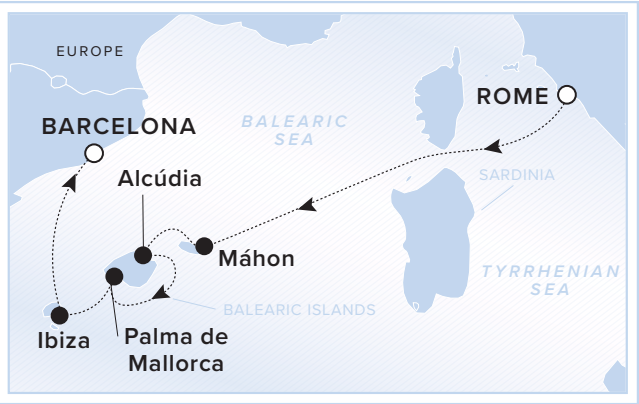 EUROPE
ROME
BARCELONA
BALEARIC
SEA
Alcúdia
SARDINIA
Máhon
TYRRHENIAN
SEA
BALEARIC ISLANDS
Ibiza
Palma de
Mallorca